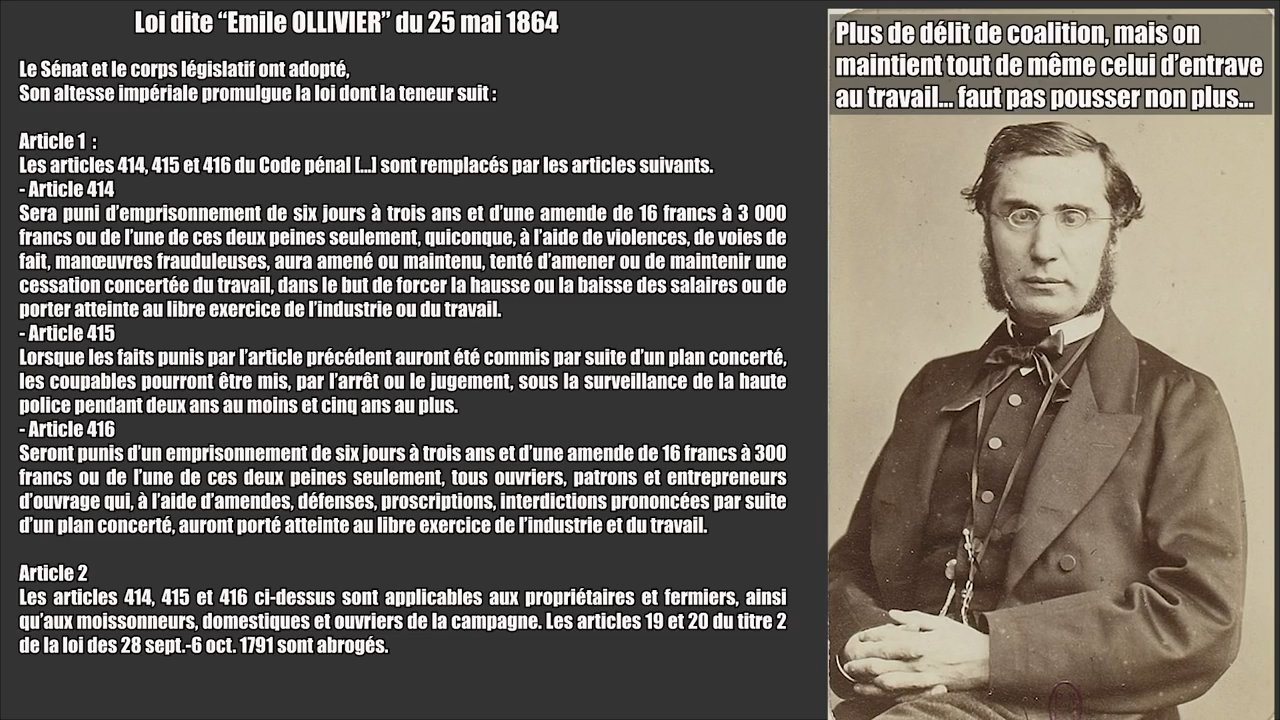 Loi dite “Emile OLLIVIER” du 25 mai 1864
Le Sénat et le corps législatif ont adopté,
Son altesse impériale promulgue la loi dont la teneur suit :
Article 1 :
Les articles 414, 415 et 416 du Code pénal [...] sont remplacés par les articles suivants.
- Article 414
Sera puni d’emprisonnement de six jours à trois ans et d’une amende de 16 francs à 3 000
francs ou de l’une de ces deux peines seulement, quiconque, à l’aide de violences, de voies de
fait, manœuvres frauduleuses, aura amené ou maintenu, tenté d’amener ou de maintenir une
cessation concertée du travail, dans le but de forcer la hausse ou la baisse des salaires ou de
porter atteinte au libre exercice de l’industrie ou du travail.
- Article 415
Lorsque les faits punis par l’article précédent auront été commis par suite d’un plan concerté,
les coupables pourront être mis, par l’arrêt ou le jugement, sous la surveillance de la haute
police pendant deux ans au moins et cinq ans au plus.
- Article 416
Seront punis d’un emprisonnement de six jours à trois ans et d’une amende de 16 francs à 300
francs ou de l’une de ces deux peines seulement, tous ouvriers, patrons et entrepreneurs
d’ouvrage qui, à l’aide d’amendes, défenses, proscriptions, interdictions prononcées par suite
d’un plan concerté, auront porté atteinte au libre exercice de l’industrie et du travail.
Article 2
Les articles 414, 415 et 416 ci-dessus sont applicables aux propriétaires et fermiers, ainsi
qu’aux moissonneurs, domestiques et ouvriers de la campagne. Les articles 19 et 20 du titre 2
de la loi des 28 sept.-6 oct. 1791 sont abrogés.
Plus de délit de coalition, mais on
maintient tout de même celui d’entrave
au travail... faut pas pousser non plus...